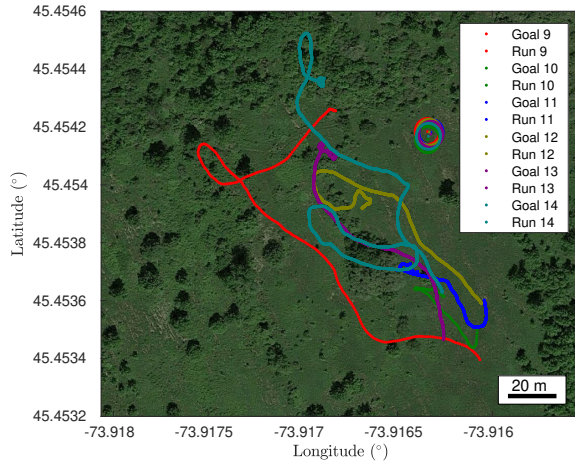 45.4546
45.4544
45.4542
45.454
45.4538
45.4536
45.4534
45.4532
Latitude (°)
-73.918
-73.9175
-73.917
-73.9165
-73.916
Longitude (°)
Goal 9
Run 9
Goal 10
Run 10
Goal 11
Run 11
Goal 12
Run 12
Goal 13
Run 13
Goal 14
Run 14
20 m